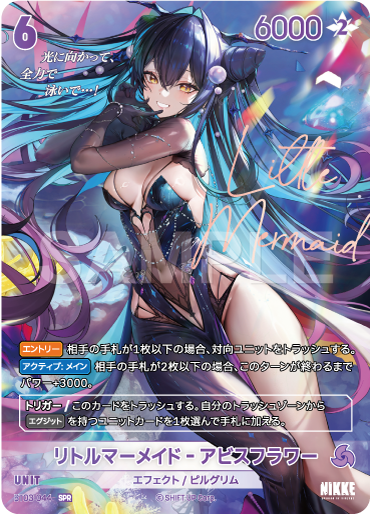 6
6000
2
光に向かって、
全力で
泳いで…!
Little
Mermaid
SAMPLE
エントリー 相手の手札が1枚以下の場合、対向ユニットをトラッシュする。
アクティブ:メイン 相手の手札が2枚以下の場合、このターンが終わるまで
パワー+3000。
トリガー / このカードをトラッシュする。自分のトラッシュゾーンから
エグジット を持つユニットカードを1枚選んで手札に加える。
リトルマーメイド - アビスフラワー
UNIT
エフェクト / ピルグリム
SPR
© SHIFT UP Corp.
NIKKE